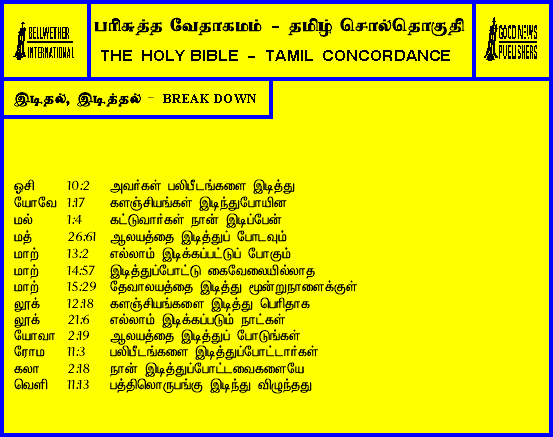 BELLWETHER
INTERNATIONAL
பரிசுத்த வேதாகமம் - தமிழ் சொல்தொகுதி
THE HOLY BIBLE - TAMIL CONCORDANCE
GOOD NEWS
PUBLISHERS
இடிதல், இடித்தல் - BREAK DOWN
ஓசி 10:2 அவர்கள் பலிபீடங்களை இடித்து
யோவே 1:17 களஞ்சியங்கள் இடிந்துபோயின
மல் 1:4 கட்டுவார்கள் நான் இடிப்பேன்
மத் 26:61 ஆலயத்தை இடித்துப் போடவும்
மாற் 13:2 எல்லாம் இடிக்கப்பட்டுப் போகும்
மாற் 14:57 இடித்துப்போட்டு கைவேலையில்லாத
மாற் 15:29 தேவாலயத்தை இடித்து மூன்றுநாளைக்குள்
லூக் 12:18 களஞ்சியங்களை இடித்து பெரிதாக
லூக் 21:6 எல்லாம் இடிக்கப்படும் நாட்கள்
யோவா 2:19 ஆலயத்தை இடித்துப் போடுங்கள்
ரோம 11:3 பலிபீடங்களை இடித்துப்போட்டார்கள்
கலா 2:18 நான் இடித்துப்போட்டவைகளையே
வெளி 11:13 பத்திலொருபங்கு இடிந்து விழுந்தது